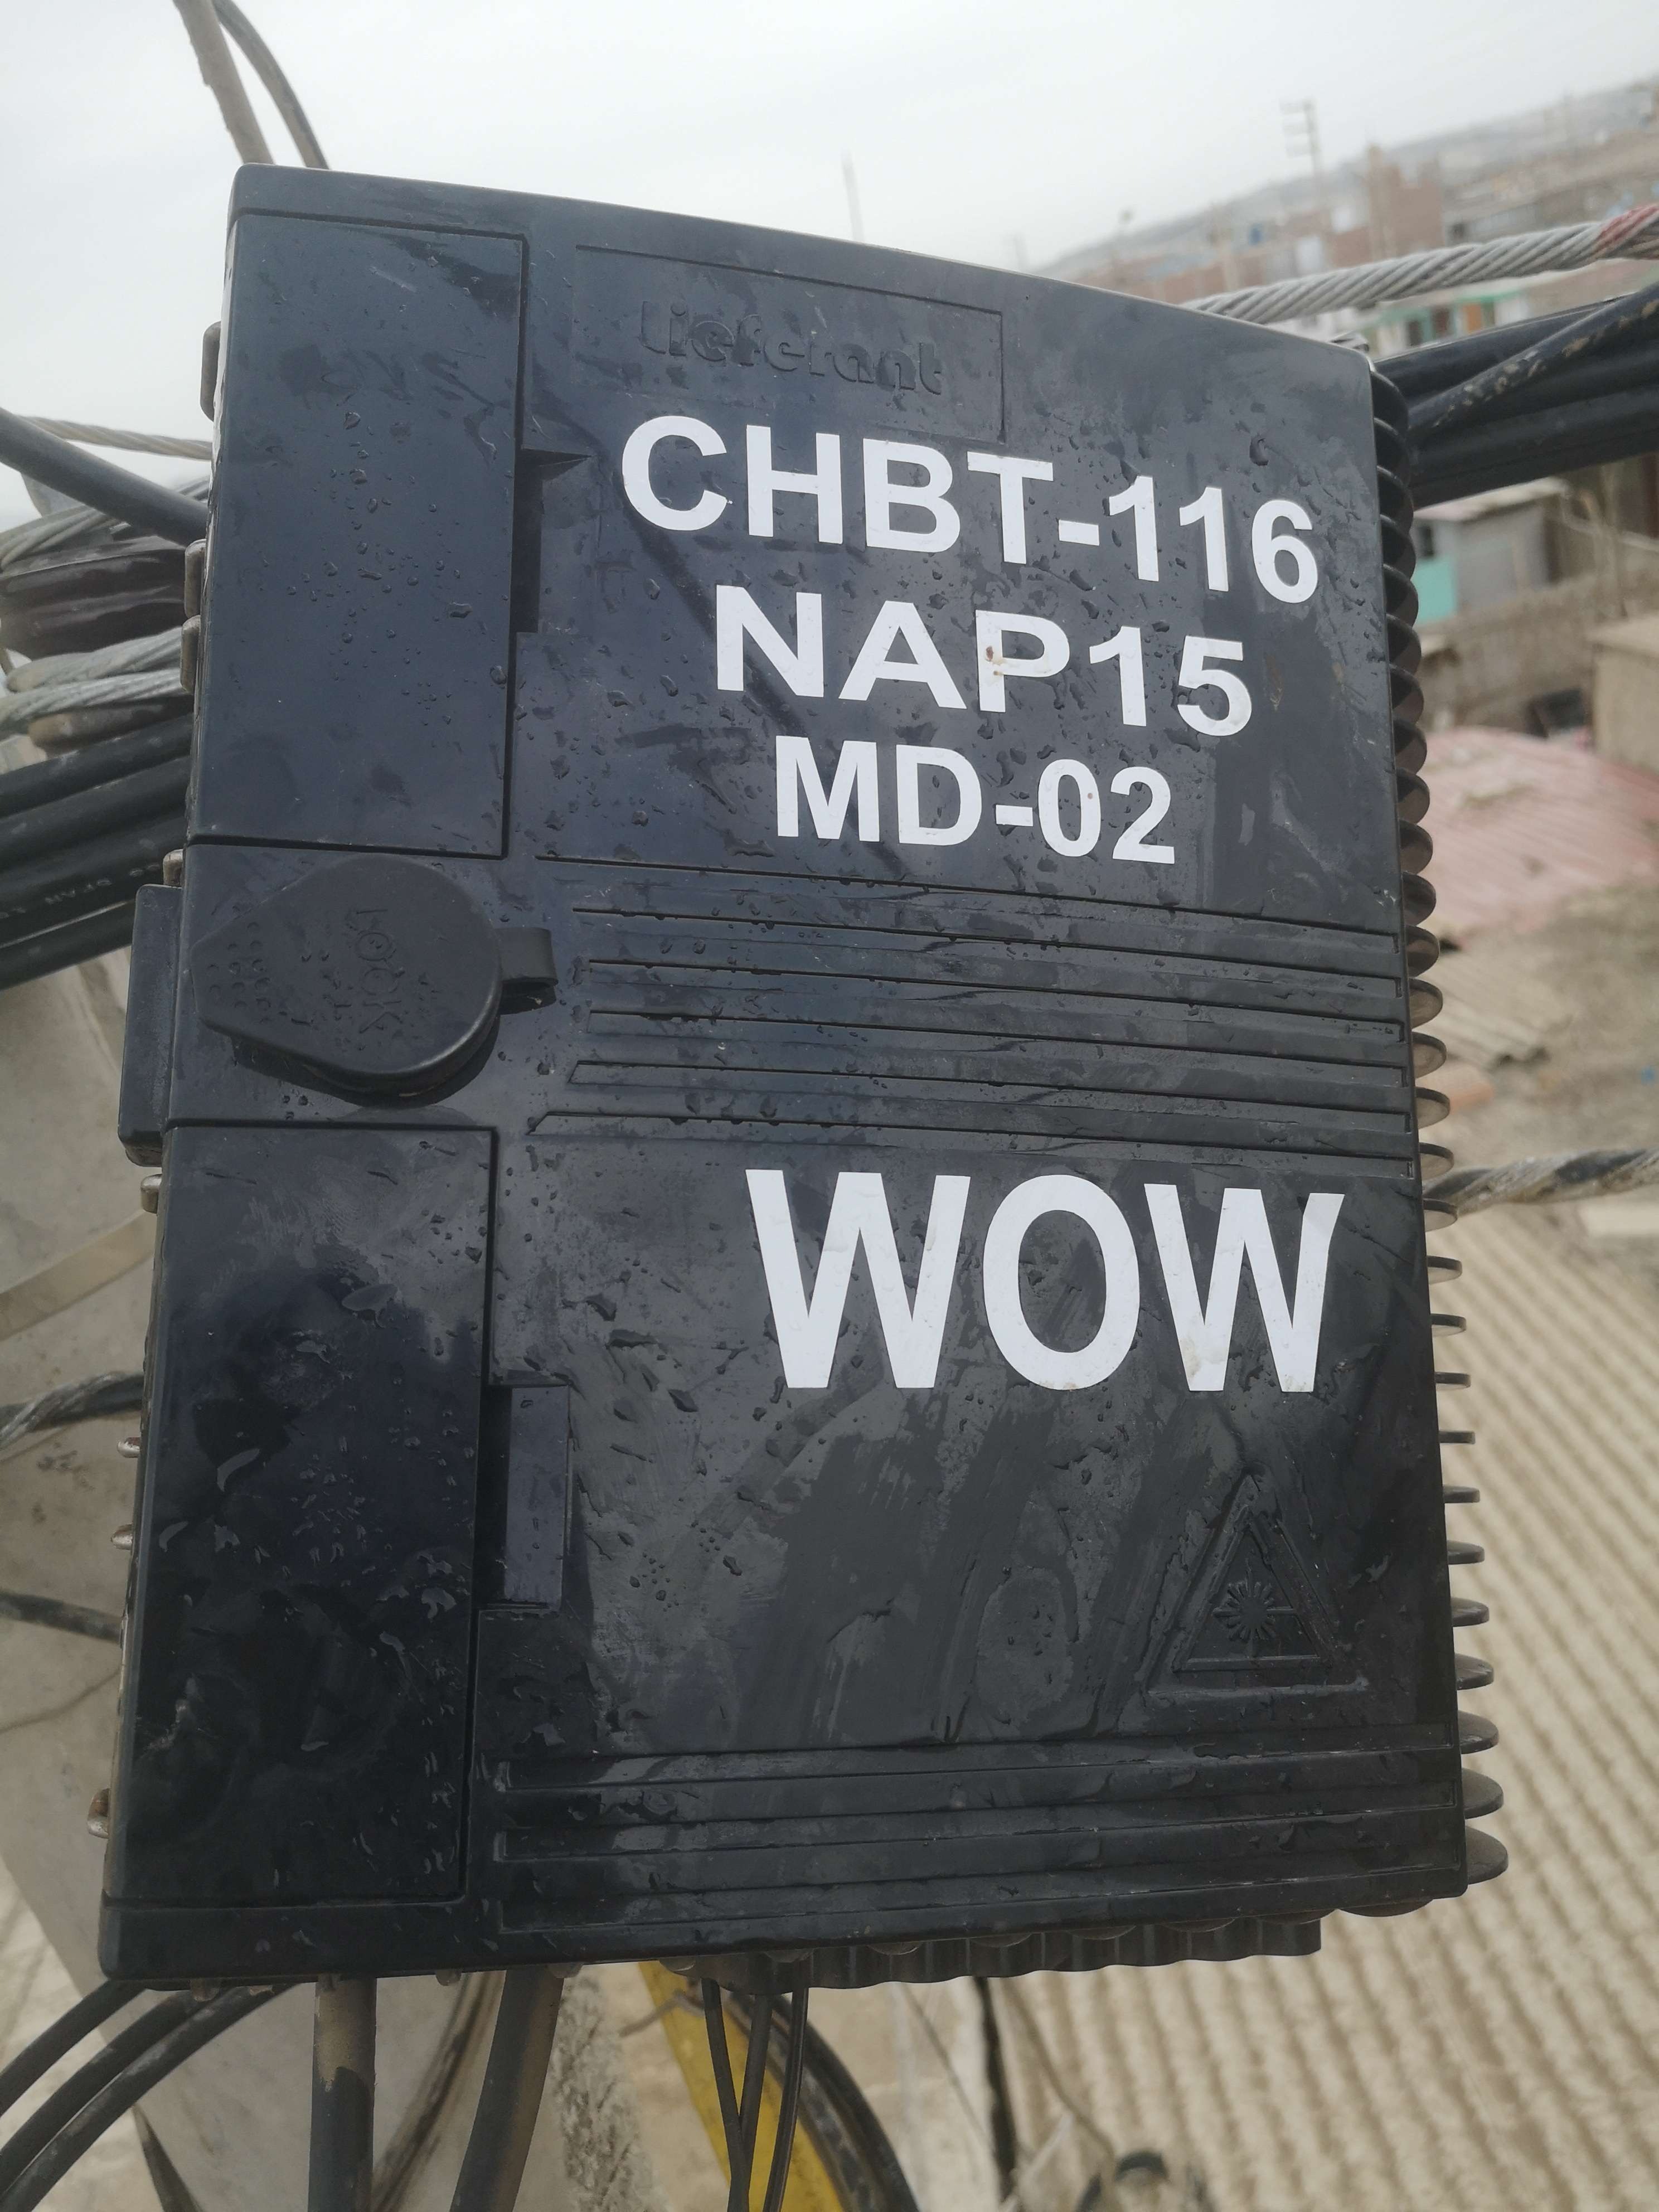 lieferant
CHBT-116
NAP15
MD-02
LOCK
WOW